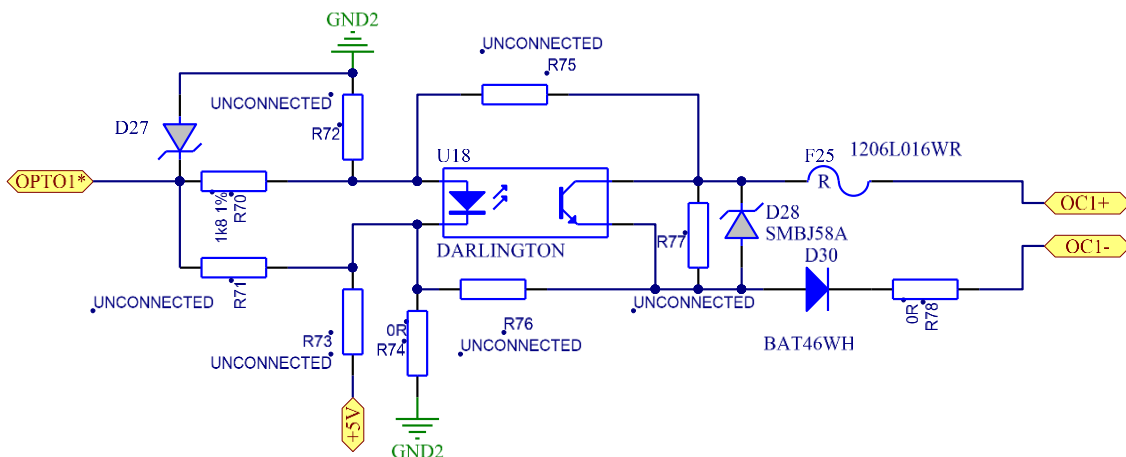 GND2
UNCONNECTED
R75
D27
UNCONNECTED
R72
U18
F25
1206L016WR
R
OPTO1*
1k8 1%
R70
OC1+
D28
SMBJ58A
R77
DARLINGTON
OC1-
D30
R71
UNCONNECTED
UNCONNECTED
R73
UNCONNECTED
0R
R74
R76
UNCONNECTED
0R
R78
BAT46WH
+5V
GND2